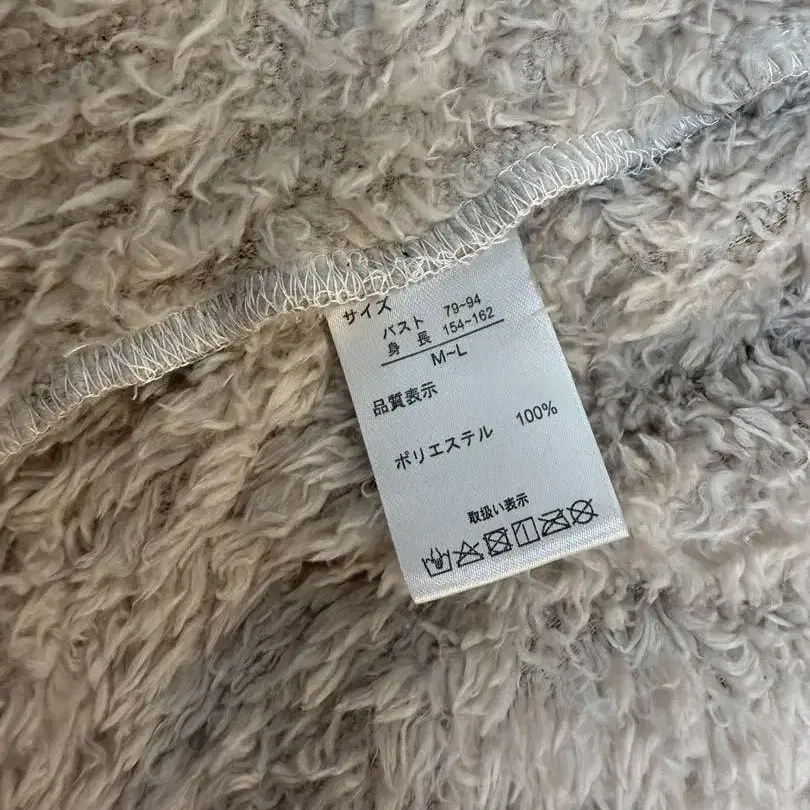 サイズ
バスト 79~94
身長 154~162
M~L
品質表示
ポリエステル 100%
取扱い表示